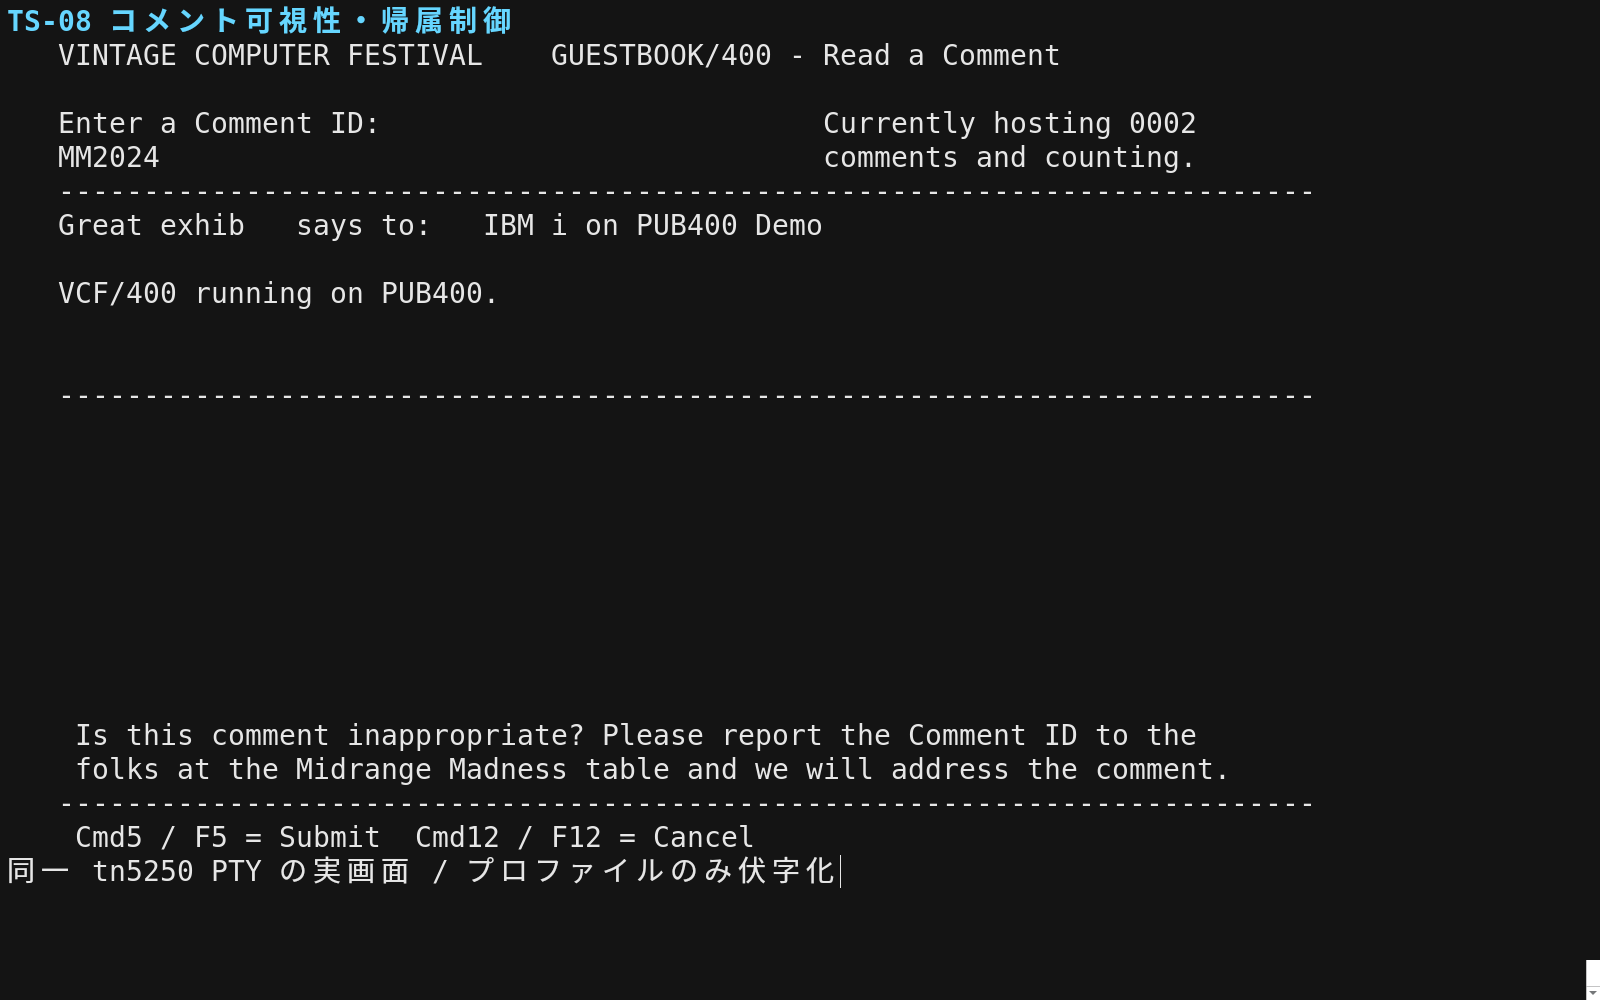 TS-08 コメント可視性・帰属制御
VINTAGE COMPUTER FESTIVAL    GUESTBOOK/400 - Read a Comment
Enter a Comment ID:                          Currently hosting 0002
MM2024                                       comments and counting.
--------------------------------------------------------------------------
Great exhib   says to:   IBM i on PUB400 Demo
VCF/400 running on PUB400.
--------------------------------------------------------------------------
Is this comment inappropriate? Please report the Comment ID to the
folks at the Midrange Madness table and we will address the comment.
--------------------------------------------------------------------------
Cmd5 / F5 = Submit  Cmd12 / F12 = Cancel
同一 tn5250 PTY の実画面 / プロファイルのみ伏字化